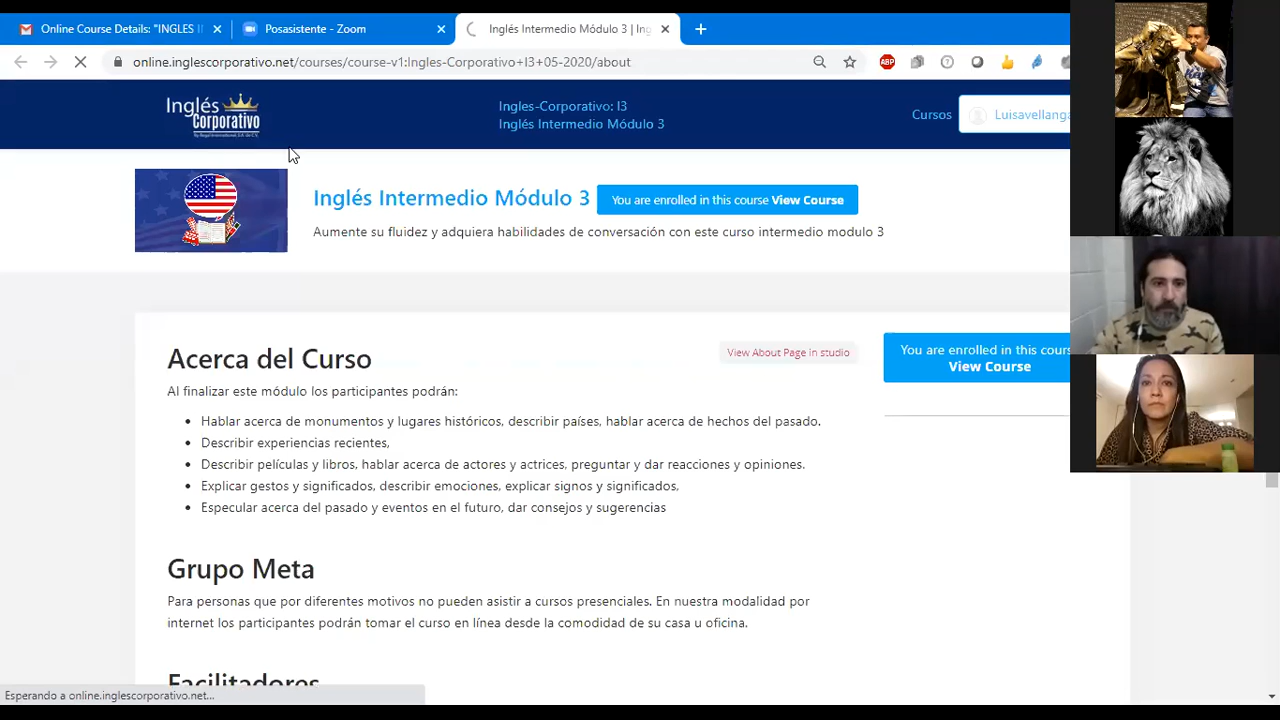 Online Course Details: "INGLES I
Posasistente - Zoom
Inglés Intermedio Módulo 3 | Ing
online.inglescorporativo.net/courses/course-v1:Ingles-Corporativo+I3+05-2020/about
ABP
Inglés
Corporativo
Ingles-Corporativo: I3
Inglés Intermedio Módulo 3
Cursos
Luisavellanga
Inglés Intermedio Módulo 3
You are enrolled in this course View Course
Aumente su fluidez y adquiera habilidades de conversación con este curso intermedio modulo 3
Acerca del Curso
View About Page in studio
You are enrolled in this cours
View Course
Al finalizar este módulo los participantes podrán:
• Hablar acerca de monumentos y lugares históricos, describir países, hablar acerca de hechos del pasado.
• Describir experiencias recientes,
• Describir películas y libros, hablar acerca de actores y actrices, preguntar y dar reacciones y opiniones.
• Explicar gestos y significados, describir emociones, explicar signos y significados,
• Especular acerca del pasado y eventos en el futuro, dar consejos y sugerencias
Grupo Meta
Para personas que por diferentes motivos no pueden asistir a cursos presenciales. En nuestra modalidad por
internet los participantes podrán tomar el curso en línea desde la comodidad de su casa u oficina.
Facilitadores
Esperando a online.inglescorporativo.net...